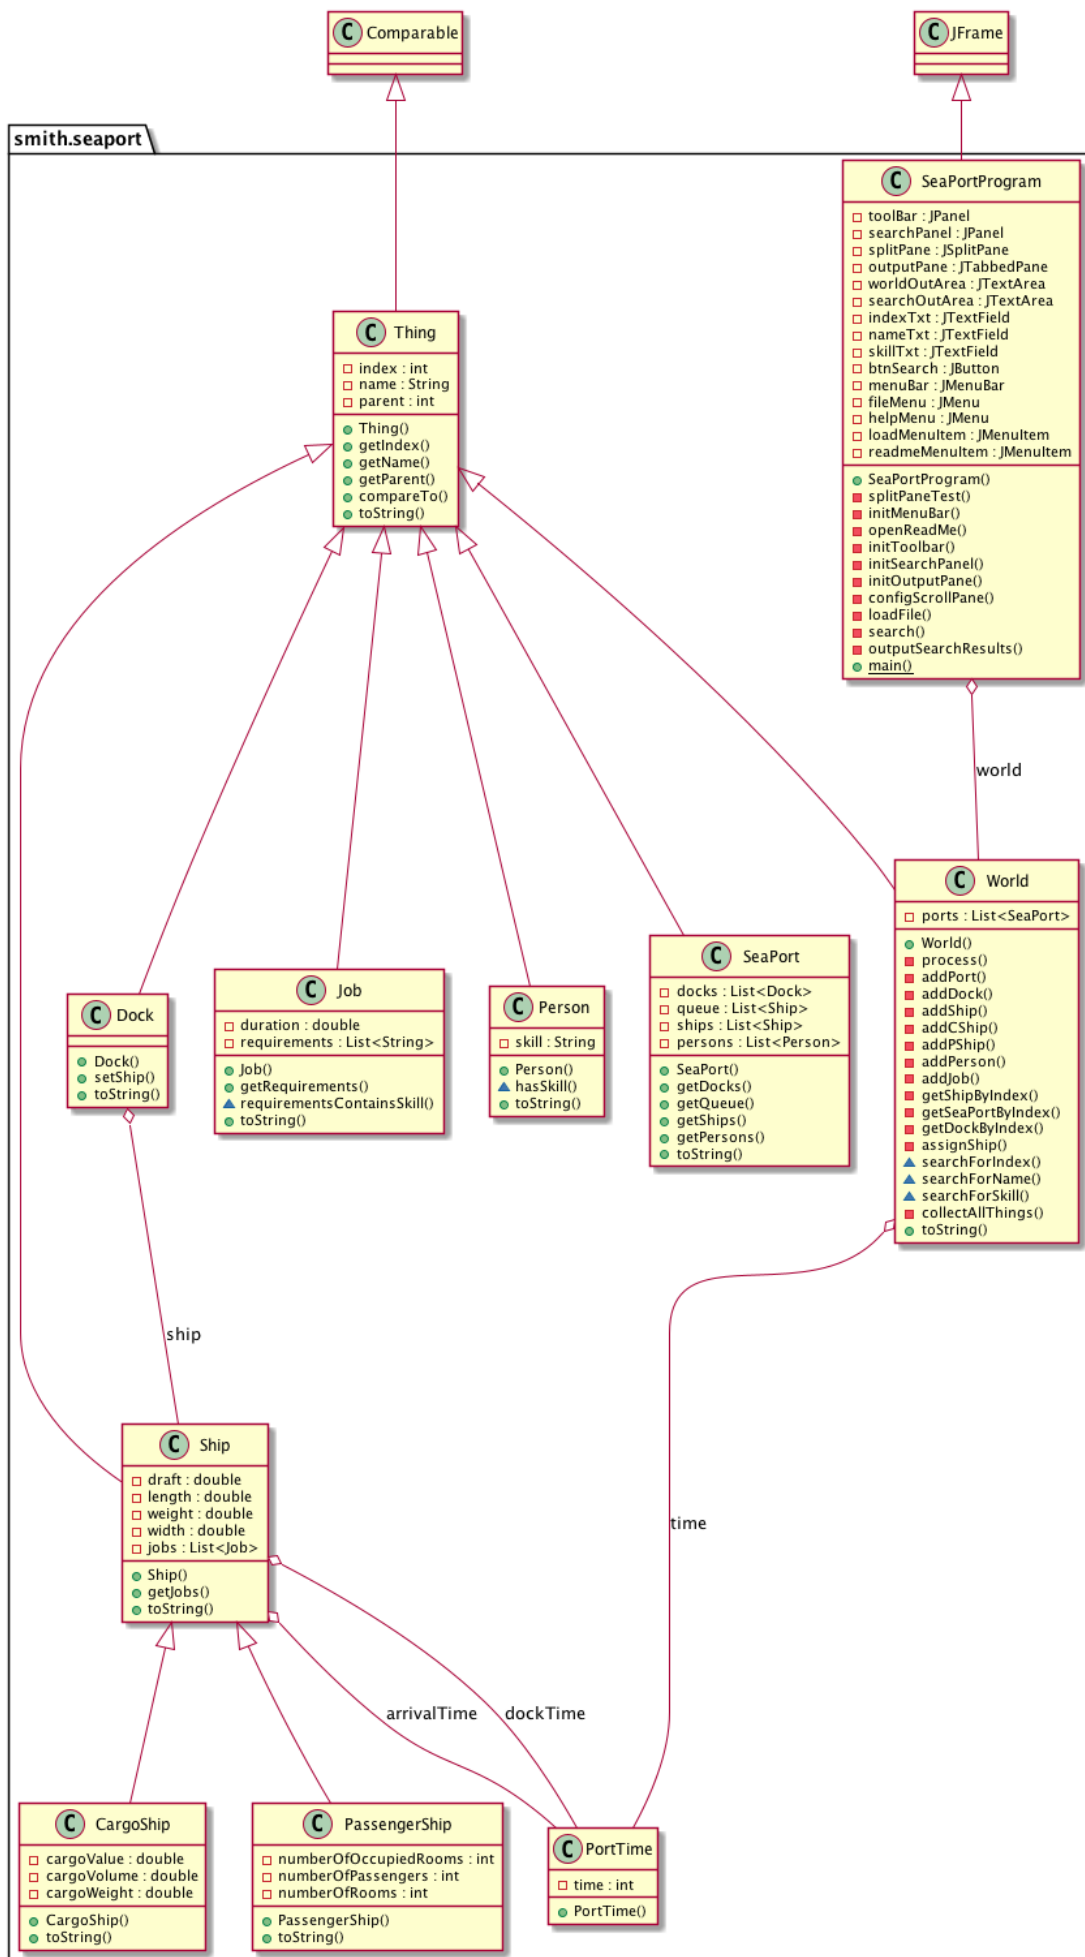 C Comparable
C JFrame
smith.seaport
C SeaPortProgram
toolBar : JPanel
searchPanel : JPanel
splitPane : JSplitPane
outputPane : JTabbedPane
worldOutArea : JTextArea
searchOutArea : JTextArea
indexTxt : JTextField
nameTxt : JTextField
skillTxt : JTextField
btnSearch : JButton
menuBar : JMenuBar
fileMenu : JMenu
helpMenu : JMenu
loadMenuItem : JMenuItem
readmeMenuItem : JMenuItem
SeaPortProgram()
splitPaneTest()
initMenuBar()
openReadMe()
initToolbar()
initSearchPanel()
initOutputPane()
configScrollPane()
loadFile()
search()
outputSearchResults()
main()
C Thing
index : int
name : String
parent : int
Thing()
getIndex()
getName()
getParent()
compareTo()
toString()
world
C World
ports : List<SeaPort>
World()
process()
addPort()
addDock()
addShip()
addCShip()
addPShip()
addPerson()
addJob()
getShipByIndex()
getSeaPortByIndex()
getDockByIndex()
assignShip()
searchForIndex()
searchForName()
searchForSkill()
collectAllThings()
toString()
C Dock
Dock()
setShip()
toString()
C Job
duration : double
requirements : List<String>
Job()
getRequirements()
requirementsContainsSkill()
toString()
C Person
skill : String
Person()
hasSkill()
toString()
C SeaPort
docks : List<Dock>
queue : List<Ship>
ships : List<Ship>
persons : List<Person>
SeaPort()
getDocks()
getQueue()
getShips()
getPersons()
toString()
ship
C Ship
draft : double
length : double
weight : double
width : double
jobs : List<Job>
Ship()
getJobs()
toString()
time
arrivalTime
dockTime
C CargoShip
cargoValue : double
cargoVolume : double
cargoWeight : double
CargoShip()
toString()
C PassengerShip
numberOfOccupiedRooms : int
numberOfPassengers : int
numberOfRooms : int
PassengerShip()
toString()
C PortTime
time : int
PortTime()